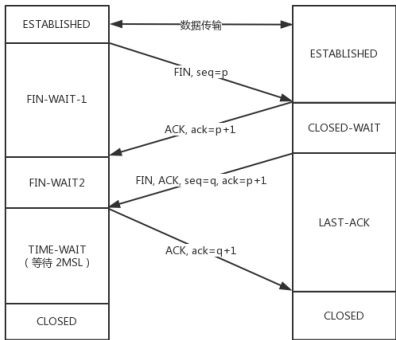 ESTABLISHED
数据传输
ESTABLISHED
FIN, seq=p
FIN-WAIT-1
ACK, ack=p+1
CLOSED-WAIT
FIN-WAIT2
FIN, ACK, seq=q, ack=p+1
LAST-ACK
TIME-WAIT
(等待 2MSL)
ACK, ack=q+1
CLOSED
CLOSED